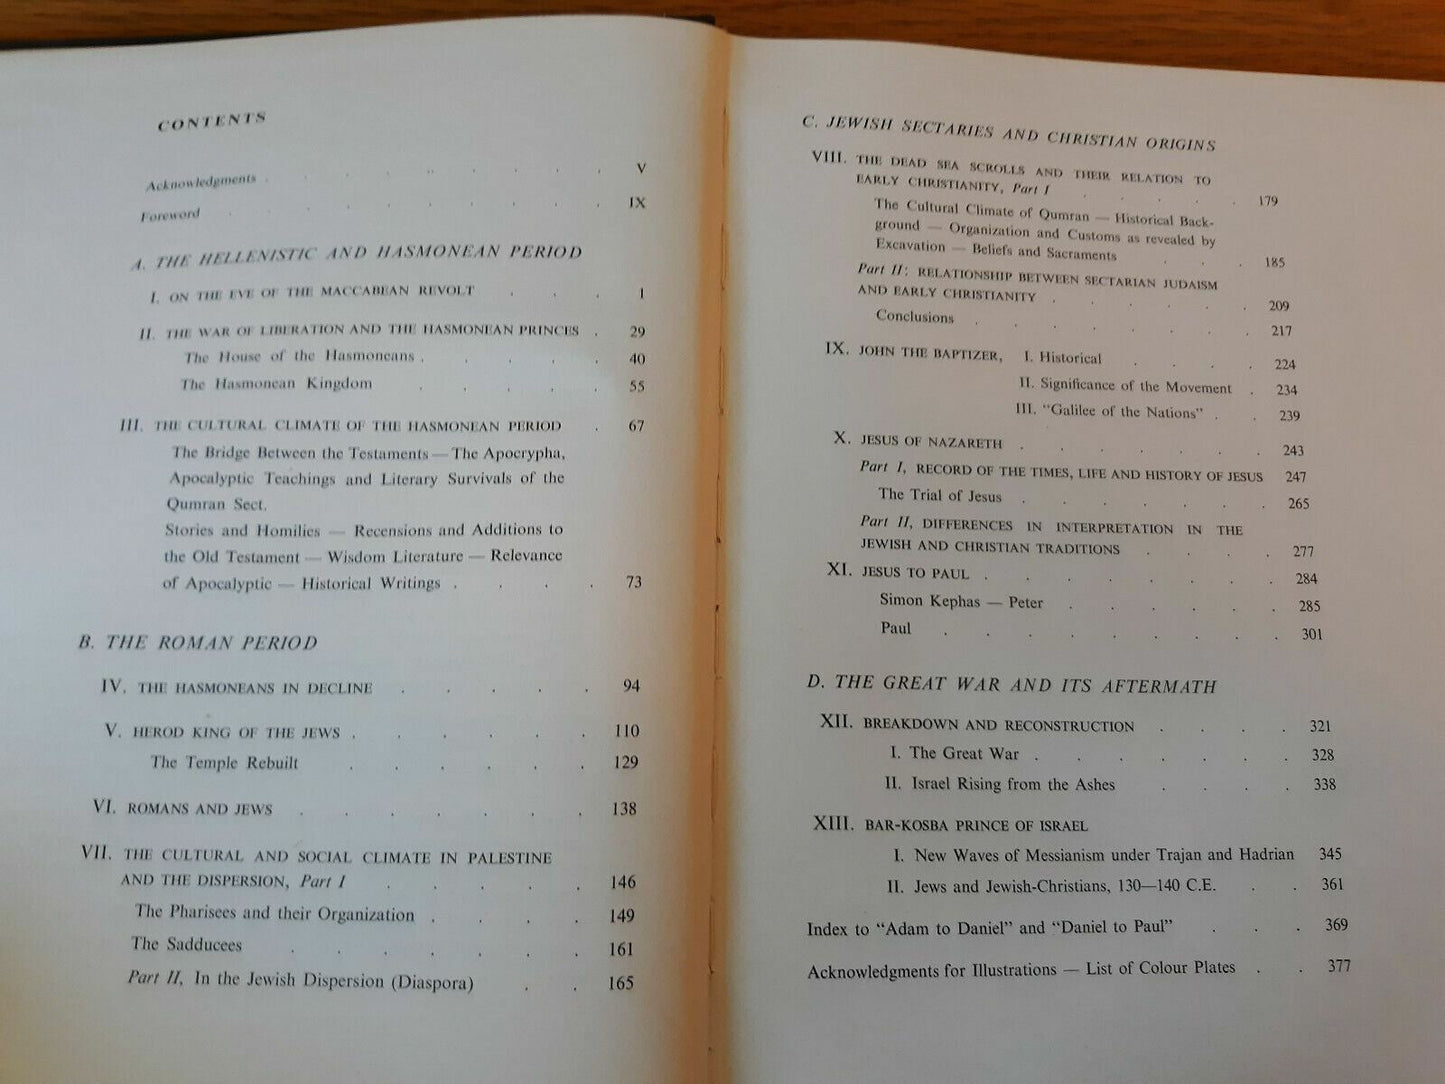 CONTENTS
Acknowledgments . . . . . . . . . V
Foreword . . . . . . . . . IX
A. THE HELLENISTIC AND HASMONEAN PERIOD
I. ON THE EVE OF THE MACCABEAN REVOLT . . . 1
II. THE WAR OF LIBERATION AND THE HASMONEAN PRINCES . 29
The House of the Hasmoneans . . . . . 40
The Hasmonean Kingdom . . . . . 55
III. THE CULTURAL CLIMATE OF THE HASMONEAN PERIOD . 67
The Bridge Between the Testaments — The Apocrypha,
Apocalyptic Teachings and Literary Survivals of the
Qumran Sect.
Stories and Homilies — Recensions and Additions to
the Old Testament — Wisdom Literature — Relevance
of Apocalyptic — Historical Writings . . . . 73
B. THE ROMAN PERIOD
IV. THE HASMONEANS IN DECLINE . . . . . 94
V. HEROD KING OF THE JEWS . . . . . . 110
The Temple Rebuilt . . . . . . 129
VI. ROMANS AND JEWS . . . . . . . 138
VII. THE CULTURAL AND SOCIAL CLIMATE IN PALESTINE
AND THE DISPERSION, Part I . . . . . 146
The Pharisees and their Organization . . . . 149
The Sadducees . . . . . . . 161
Part II, In the Jewish Dispersion (Diaspora) . . 165
C. JEWISH SECTARIES AND CHRISTIAN ORIGINS
VIII. THE DEAD SEA SCROLLS AND THEIR RELATION TO
EARLY CHRISTIANITY, Part I . . . . . 179
The Cultural Climate of Qumran — Historical Back-
ground — Organization and Customs as revealed by
Excavation — Beliefs and Sacraments . . . 185
Part II: RELATIONSHIP BETWEEN SECTARIAN JUDAISM
AND EARLY CHRISTIANITY . . . . . . 209
Conclusions . . . . . . . . 217
IX. JOHN THE BAPTIZER, I. Historical . . . . 224
II. Significance of the Movement . 234
III. "Galilee of the Nations" . . 239
X. JESUS OF NAZARETH . . . . . . . 243
Part I, RECORD OF THE TIMES, LIFE AND HISTORY OF JESUS 247
The Trial of Jesus . . . . . . . 265
Part II, DIFFERENCES IN INTERPRETATION IN THE
JEWISH AND CHRISTIAN TRADITIONS . . . . 277
XI. JESUS TO PAUL . . . . . . . . 284
Simon Kephas — Peter . . . . . . 285
Paul . . . . . . . . . 301
D. THE GREAT WAR AND ITS AFTERMATH
XII. BREAKDOWN AND RECONSTRUCTION . . . . 321
I. The Great War . . . . . . . 328
II. Israel Rising from the Ashes . . . . 338
XIII. BAR-KOSBA PRINCE OF ISRAEL
I. New Waves of Messianism under Trajan and Hadrian 345
II. Jews and Jewish-Christians, 130—140 C.E. . . 361
Index to "Adam to Daniel" and "Daniel to Paul" . . . 369
Acknowledgments for Illustrations — List of Colour Plates . . 377